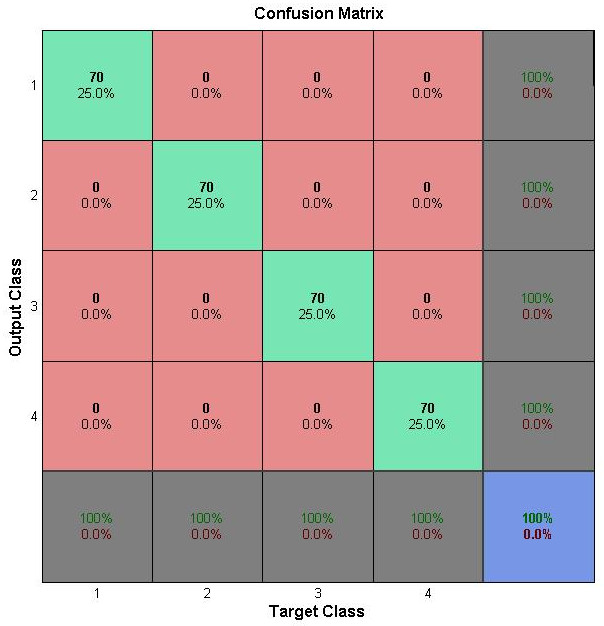 Confusion Matrix
1
70 0 0 0 100%
25.0% 0.0% 0.0% 0.0% 0.0%
2
0 70 0 0 100%
0.0% 25.0% 0.0% 0.0% 0.0%
3
0 0 70 0 100%
0.0% 0.0% 25.0% 0.0% 0.0%
4
0 0 0 70 100%
0.0% 0.0% 0.0% 25.0% 0.0%
100% 100% 100% 100% 100%
0.0% 0.0% 0.0% 0.0% 0.0%
1 2 3 4
Target Class
Output Class